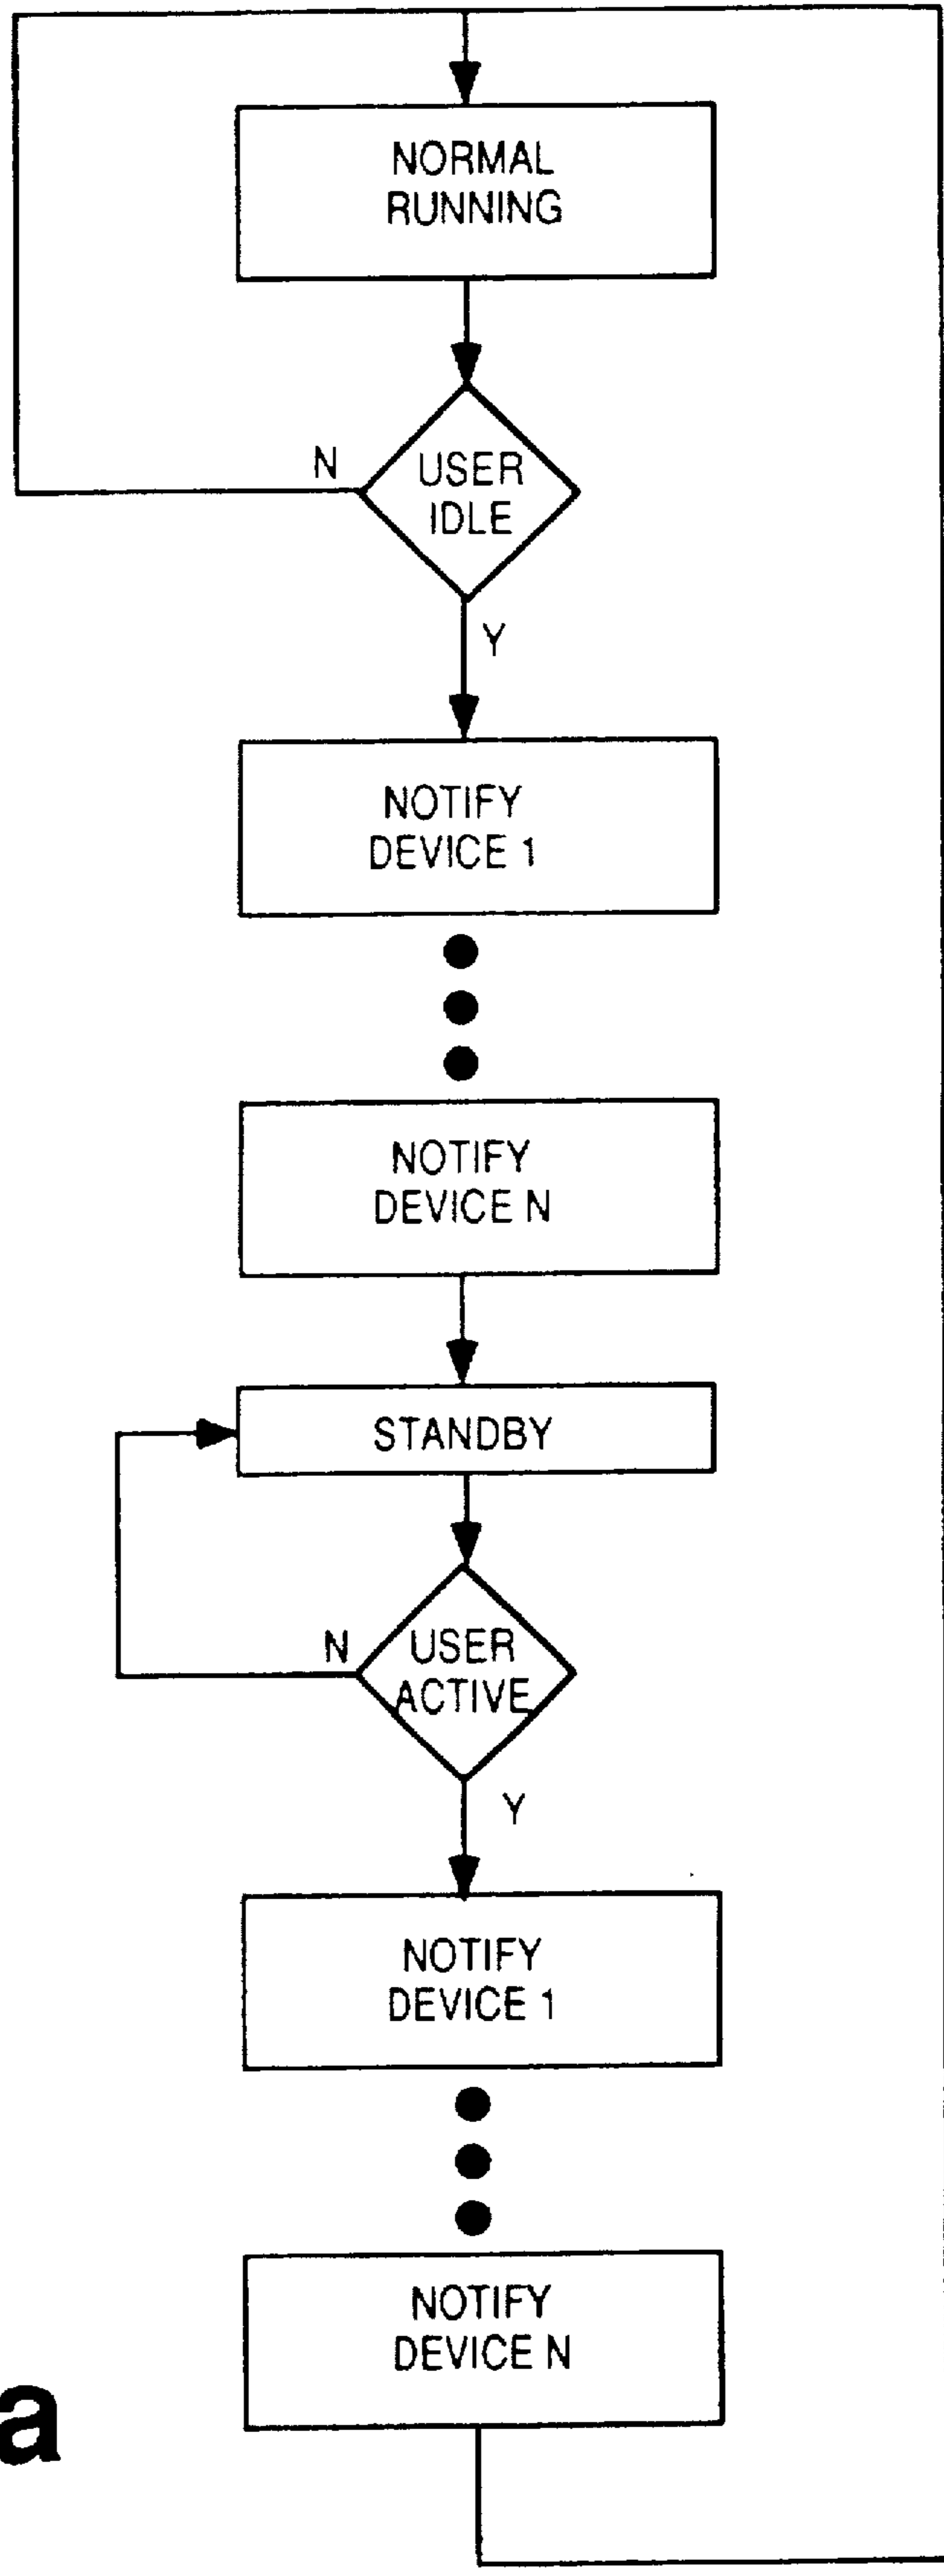 NORMAL
RUNNING
N
USER
IDLE
Y
NOTIFY
DEVICE 1
NOTIFY
DEVICE N
STANDBY
N
USER
ACTIVE
Y
NOTIFY
DEVICE 1
NOTIFY
DEVICE N
a